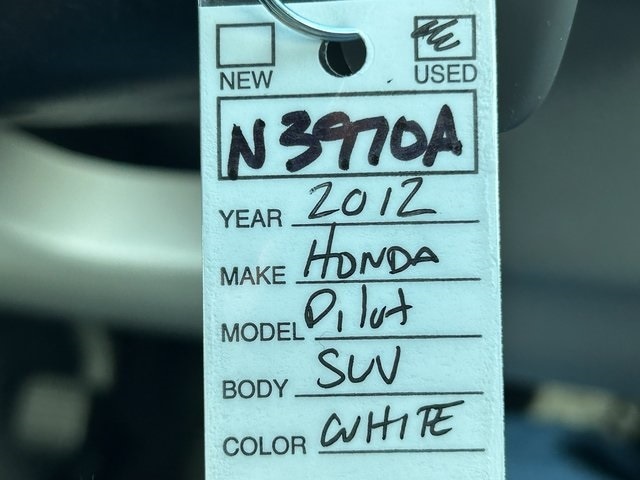 NEW USED
N3970A
YEAR 2012
MAKE HONDA
MODEL Pilot
BODY SUV
COLOR WHITE